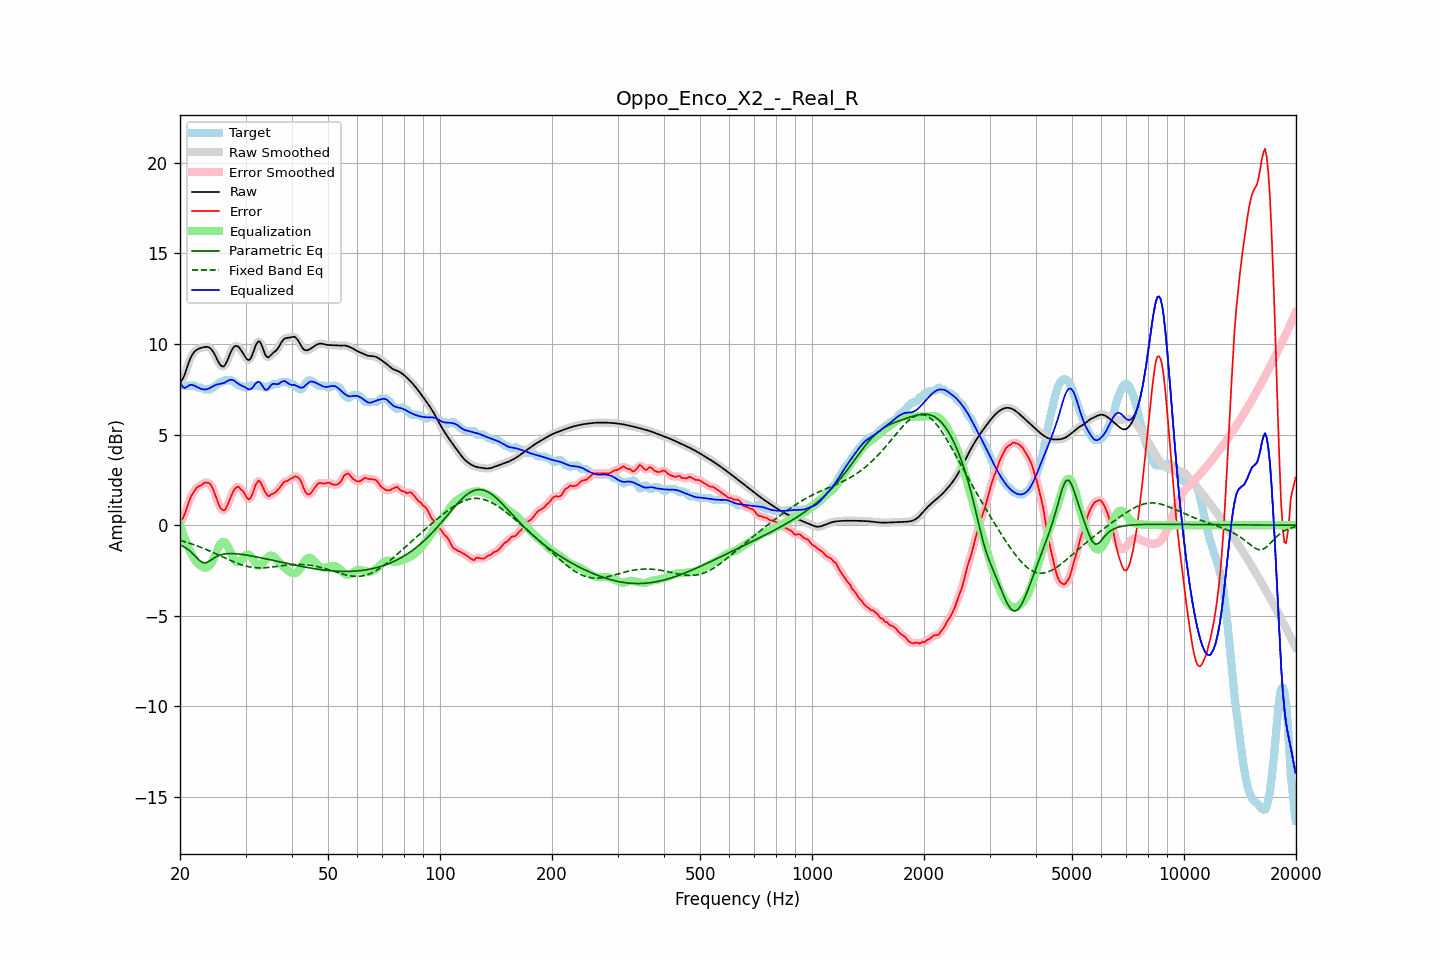 Oppo_Enco_X2_-_Real_R
Target
Raw Smoothed
Error Smoothed
Raw
Error
Equalization
Parametric Eq
Fixed Band Eq
Equalized
20
15
10
5
0
−5
−10
−15
Amplitude (dBr)
20
50
100
200
500
1000
2000
5000
10000
20000
Frequency (Hz)